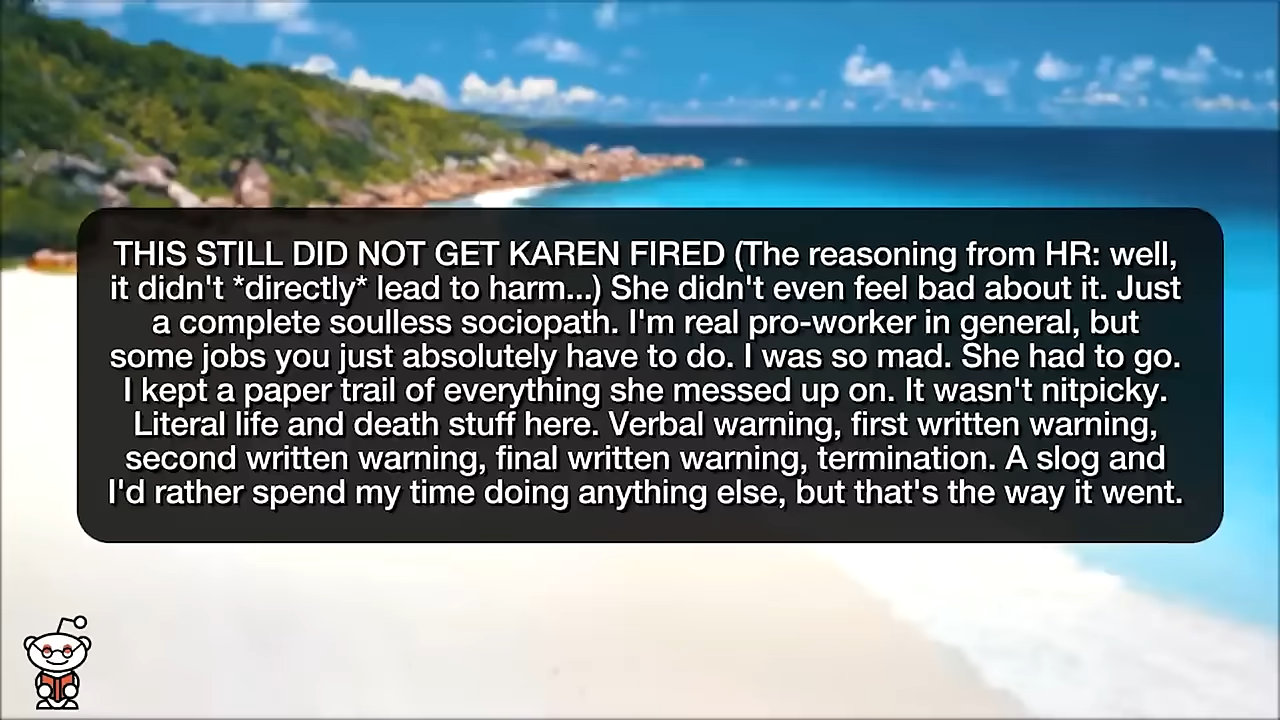 THIS STILL DID NOT GET KAREN FIRED (The reasoning from HR: well,
it didn't *directly* lead to harm...) She didn't even feel bad about it. Just
a complete soulless sociopath. I'm real pro-worker in general, but
some jobs you just absolutely have to do. I was so mad. She had to go.
I kept a paper trail of everything she messed up on. It wasn't nitpicky.
Literal life and death stuff here. Verbal warning, first written warning,
second written warning, final written warning, termination. A slog and
I'd rather spend my time doing anything else, but that's the way it went.